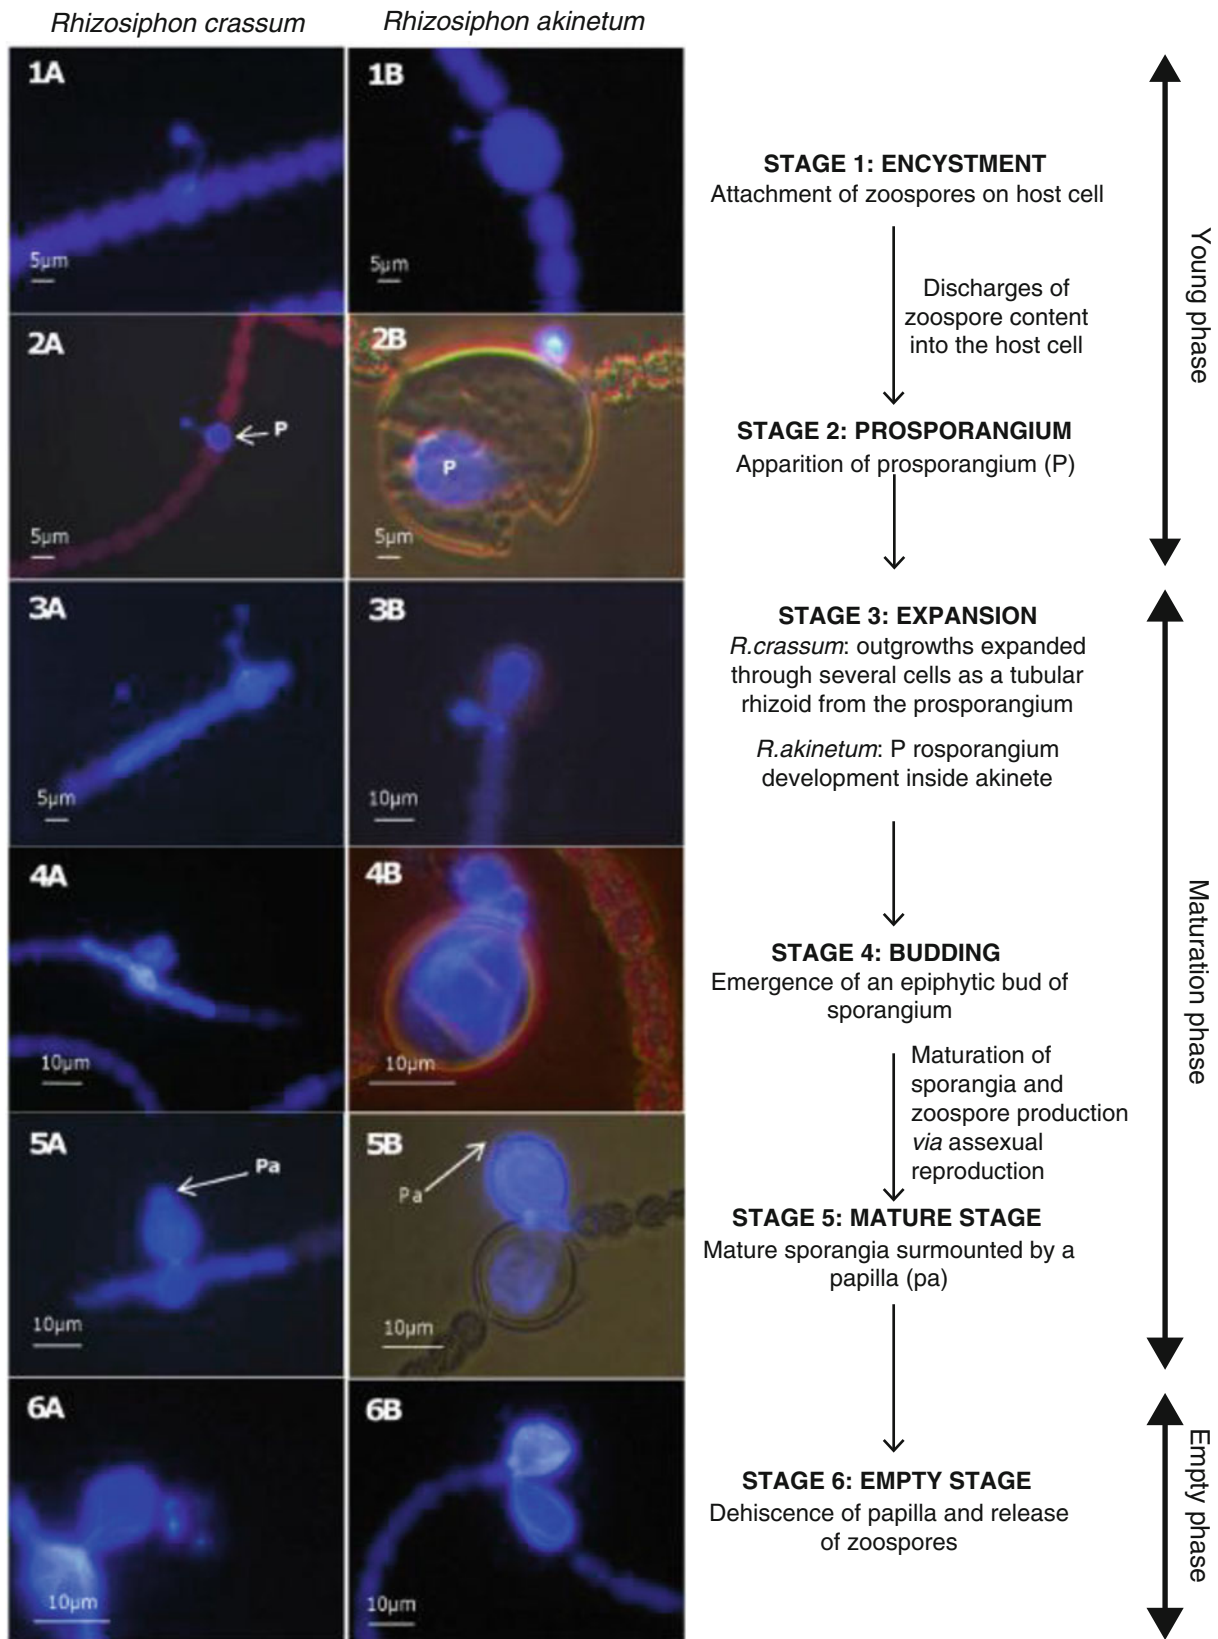 Rhizosiphon crassum
Rhizosiphon akinetum
1A
5µm
1B
5µm
STAGE 1: ENCYSTMENT
Attachment of zoospores on host cell
Discharges of
zoospore content
into the host cell
Young phase
2A
P
5µm
2B
P
5µm
STAGE 2: PROSPORANGIUM
Apparition of prosporangium (P)
3A
5µm
3B
10µm
STAGE 3: EXPANSION
R.crassum: outgrowths expanded
through several cells as a tubular
rhizoid from the prosporangium
R.akinetum: P rosporangium
development inside akinete
Maturation phase
4A
10µm
4B
10µm
STAGE 4: BUDDING
Emergence of an epiphytic bud of
sporangium
Maturation of
sporangia and
zoospore production
via assexual
reproduction
5A
Pa
10µm
5B
Pa
10µm
STAGE 5: MATURE STAGE
Mature sporangia surmounted by a
papilla (pa)
6A
10µm
6B
10µm
STAGE 6: EMPTY STAGE
Dehiscence of papilla and release
of zoospores
Empty phase